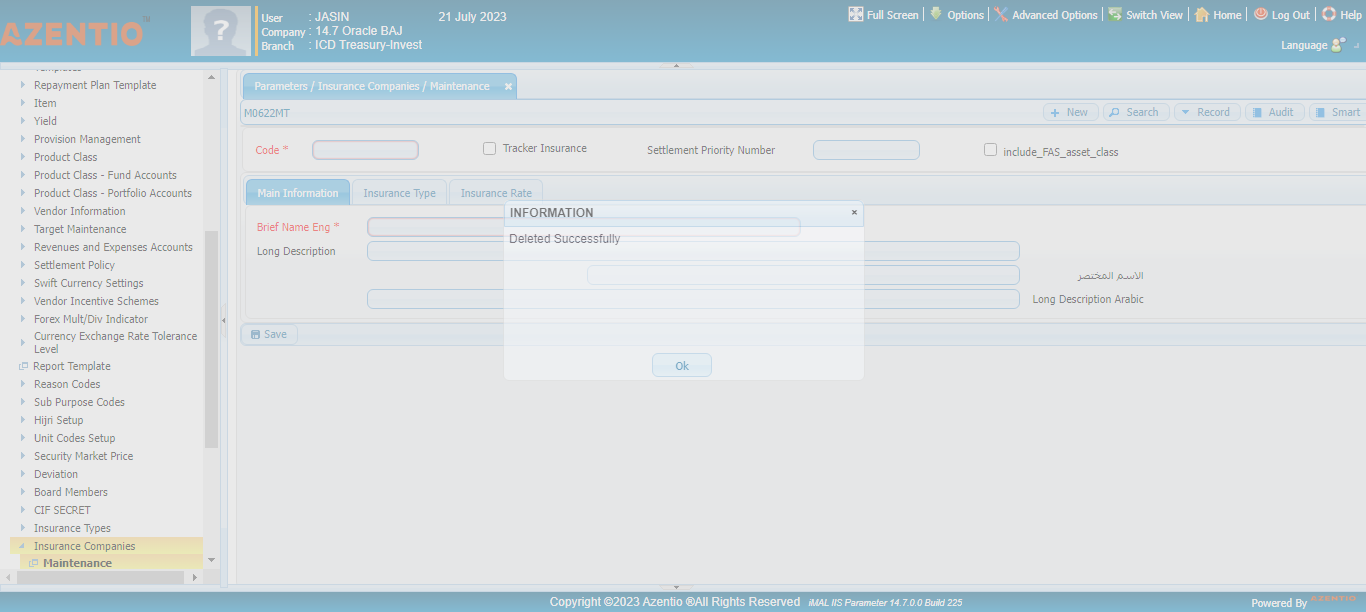 AZENTIO™
User : JASIN 21 July 2023
Company : 14.7 Oracle BAJ
Branch : ICD Treasury-Invest
Full Screen Options Advanced Options Switch View Home Log Out Help
Language
Repayment Plan Template
Item
Yield
Provision Management
Product Class
Product Class - Fund Accounts
Product Class - Portfolio Accounts
Vendor Information
Target Maintenance
Revenues and Expenses Accounts
Settlement Policy
Swift Currency Settings
Vendor Incentive Schemes
Forex Mult/Div Indicator
Currency Exchange Rate Tolerance
Level
Report Template
Reason Codes
Sub Purpose Codes
Hijri Setup
Unit Codes Setup
Security Market Price
Deviation
Board Members
CIF SECRET
Insurance Types
Insurance Companies
Maintenance
Parameters / Insurance Companies / Maintenance ×
M0622MT
New Search Record Audit Smart
Code * Tracker Insurance Settlement Priority Number include_FAS_asset_class
Main Information Insurance Type Insurance Rate
Brief Name Eng *
Long Description
الاسم المختصر
Long Description Arabic
Save
INFORMATION ×
Deleted Successfully
Ok
Copyright ©2023 Azentio ®All Rights Reserved iMAL IIS Parameter 14.7.0.0 Build 225
Powered By AZENTIO